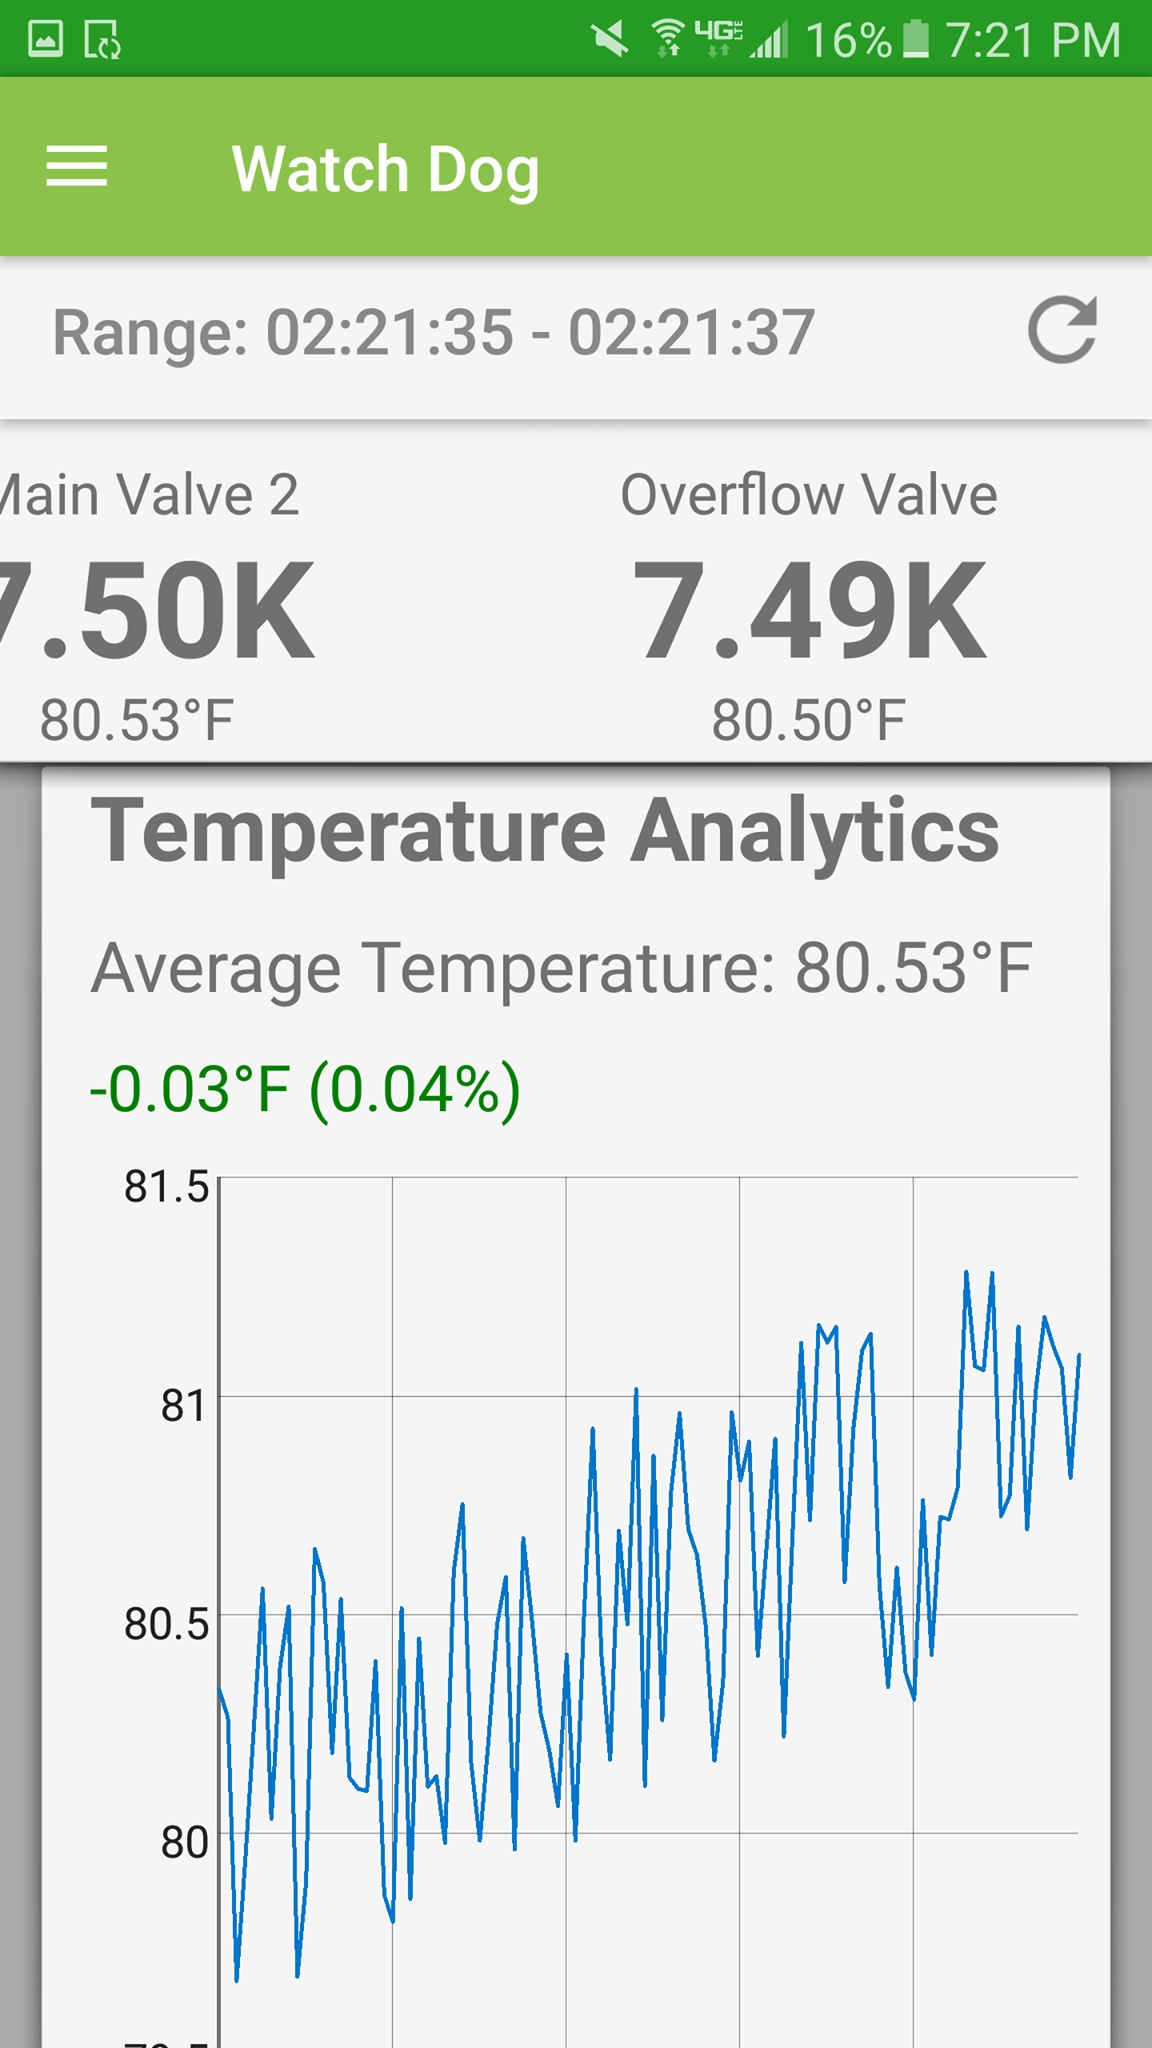 4G LTE 16% 7:21 PM
Watch Dog
Range: 02:21:35 - 02:21:37
Main Valve 2 Overflow Valve
7.50K 7.49K
80.53°F 80.50°F
Temperature Analytics
Average Temperature: 80.53°F
-0.03°F (0.04%)
81.5
81
80.5
80